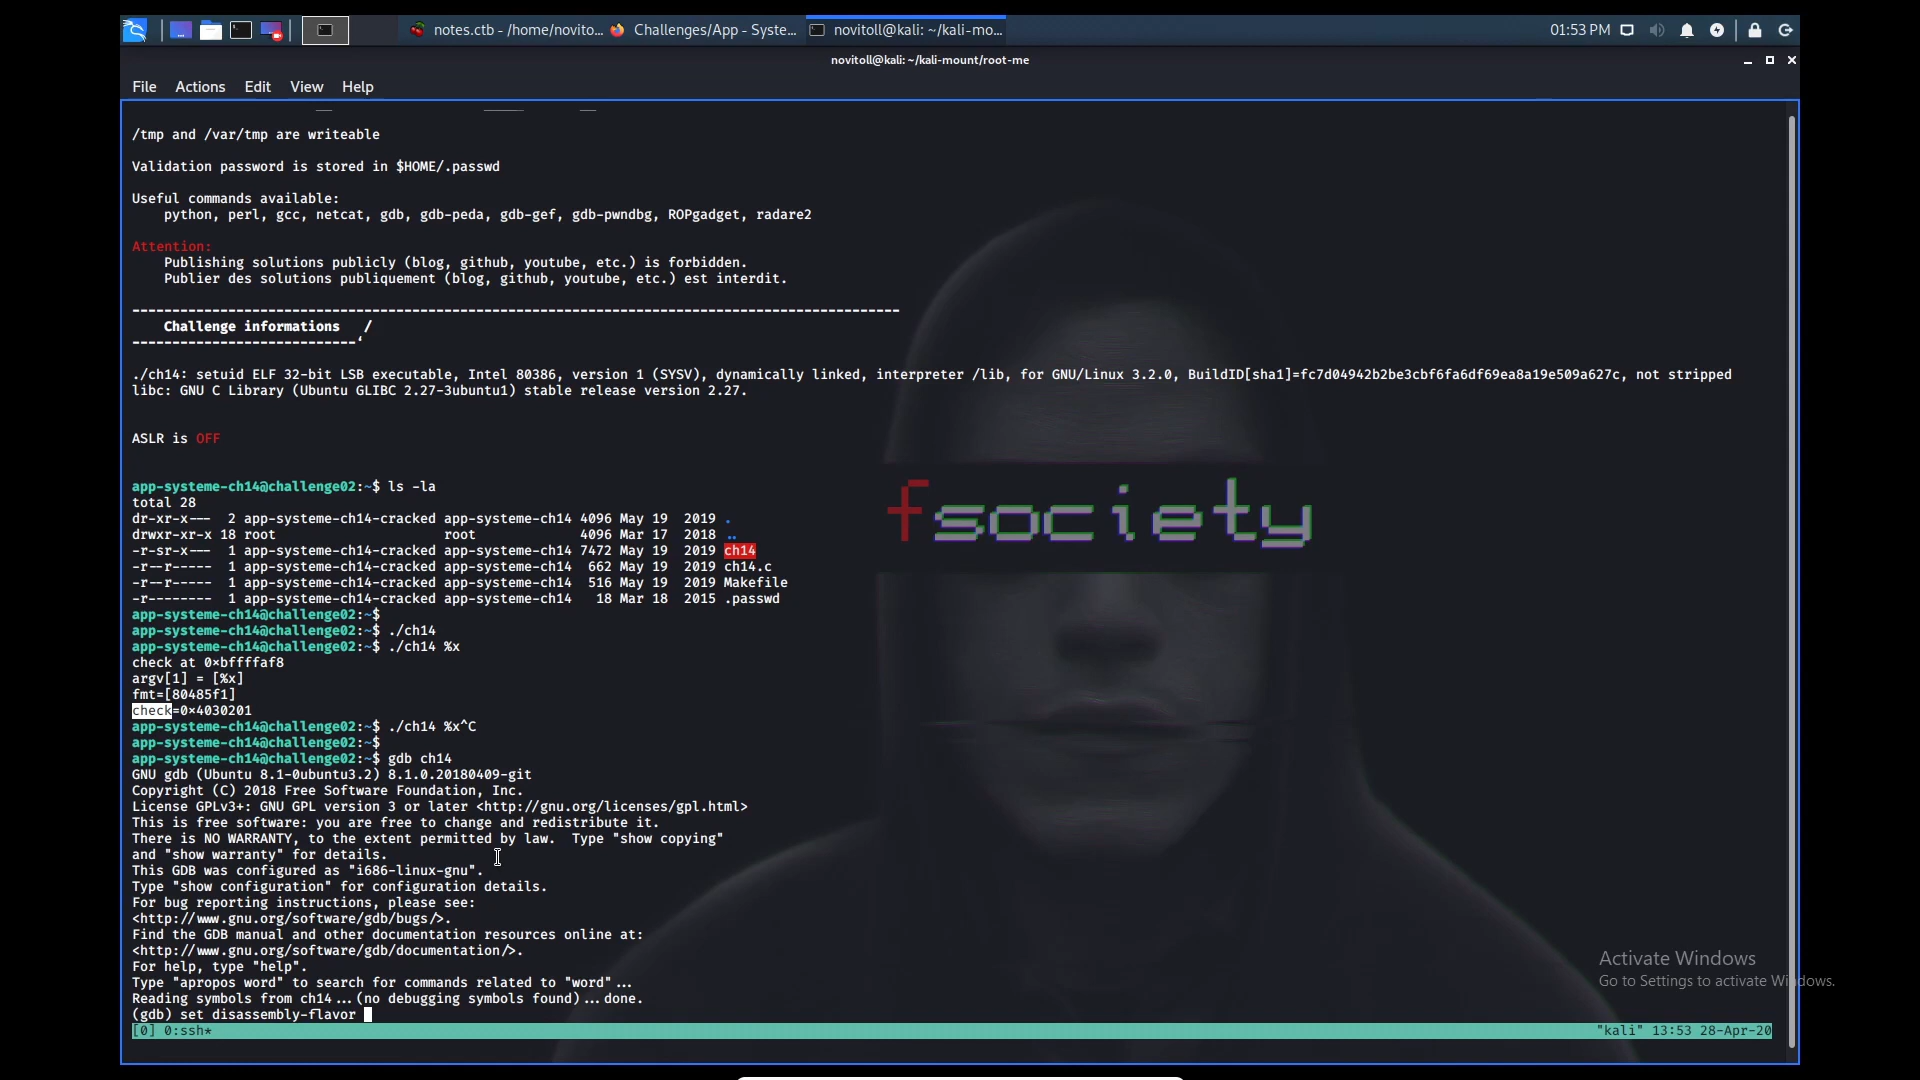 notes.ctb - /home/novito...
Challenges/App - Syste...
novitoll@kali: ~/kali-mo...
01:53 PM
novitoll@kali: ~/kali-mount/root-me
File Actions Edit View Help
/tmp and /var/tmp are writeable
Validation password is stored in $HOME/.passwd
Useful commands available:
python, perl, gcc, netcat, gdb, gdb-peda, gdb-gef, gdb-pwndbg, ROPgadget, radare2
Attention:
Publishing solutions publicly (blog, github, youtube, etc.) is forbidden.
Publier des solutions publiquement (blog, github, youtube, etc.) est interdit.
------------------------------------------------------------------------------------------------
Challenge informations /
----------------------------‘
./ch14: setuid ELF 32-bit LSB executable, Intel 80386, version 1 (SYSV), dynamically linked, interpreter /lib, for GNU/Linux 3.2.0, BuildID[sha1]=fc7d04942b2be3cbf6fa6df69ea8a19e509a627c, not stripped
libc: GNU C Library (Ubuntu GLIBC 2.27-3ubuntu1) stable release version 2.27.
ASLR is OFF
app-systeme-ch14@challenge02:~$ ls -la
total 28
dr-xr-x--- 2 app-systeme-ch14-cracked app-systeme-ch14 4096 May 19 2019 .
drwxr-xr-x 18 root root 4096 Mar 17 2018 ..
-r-sr-x--- 1 app-systeme-ch14-cracked app-systeme-ch14 7472 May 19 2019 ch14
-r--r----- 1 app-systeme-ch14-cracked app-systeme-ch14 662 May 19 2019 ch14.c
-r--r----- 1 app-systeme-ch14-cracked app-systeme-ch14 516 May 19 2019 Makefile
-r-------- 1 app-systeme-ch14-cracked app-systeme-ch14 18 Mar 18 2015 .passwd
app-systeme-ch14@challenge02:~$
app-systeme-ch14@challenge02:~$ ./ch14
app-systeme-ch14@challenge02:~$ ./ch14 %x
check at 0xbffffaf8
argv[1] = [%x]
fmt=[80485f1]
check=0x4030201
app-systeme-ch14@challenge02:~$ ./ch14 %x^C
app-systeme-ch14@challenge02:~$
app-systeme-ch14@challenge02:~$ gdb ch14
GNU gdb (Ubuntu 8.1-0ubuntu3.2) 8.1.0.20180409-git
Copyright (C) 2018 Free Software Foundation, Inc.
License GPLv3+: GNU GPL version 3 or later <http://gnu.org/licenses/gpl.html>
This is free software: you are free to change and redistribute it.
There is NO WARRANTY, to the extent permitted by law. Type "show copying"
and "show warranty" for details.
This GDB was configured as "i686-linux-gnu".
Type "show configuration" for configuration details.
For bug reporting instructions, please see:
<http://www.gnu.org/software/gdb/bugs/>.
Find the GDB manual and other documentation resources online at:
<http://www.gnu.org/software/gdb/documentation/>.
For help, type "help".
Type "apropos word" to search for commands related to "word"...
Reading symbols from ch14...(no debugging symbols found)...done.
(gdb) set disassembly-flavor
[0] 0:ssh* "kali" 13:53 28-Apr-20
fsociety
Activate Windows
Go to Settings to activate Windows.